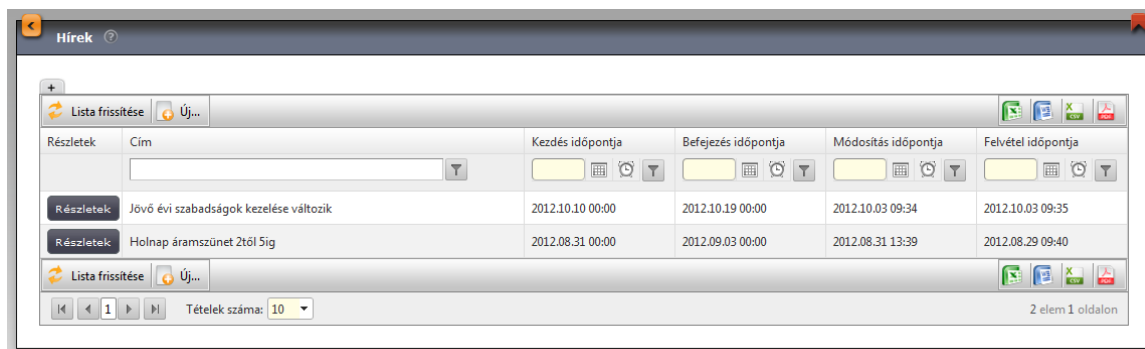 Hírek ?
+
Lista frissítése Új... CSV PDF
Részletek Cím Kezdés időpontja Befejezés időpontja Módosítás időpontja Felvétel időpontja
Részletek Jövő évi szabadságok kezelése változik 2012.10.10 00:00 2012.10.19 00:00 2012.10.03 09:34 2012.10.03 09:35
Részletek Holnap áramszünet 2től 5ig 2012.08.31 00:00 2012.09.03 00:00 2012.08.31 13:39 2012.08.29 09:40
Lista frissítése Új... CSV PDF
1 Tételek száma: 10 2 elem 1 oldalon